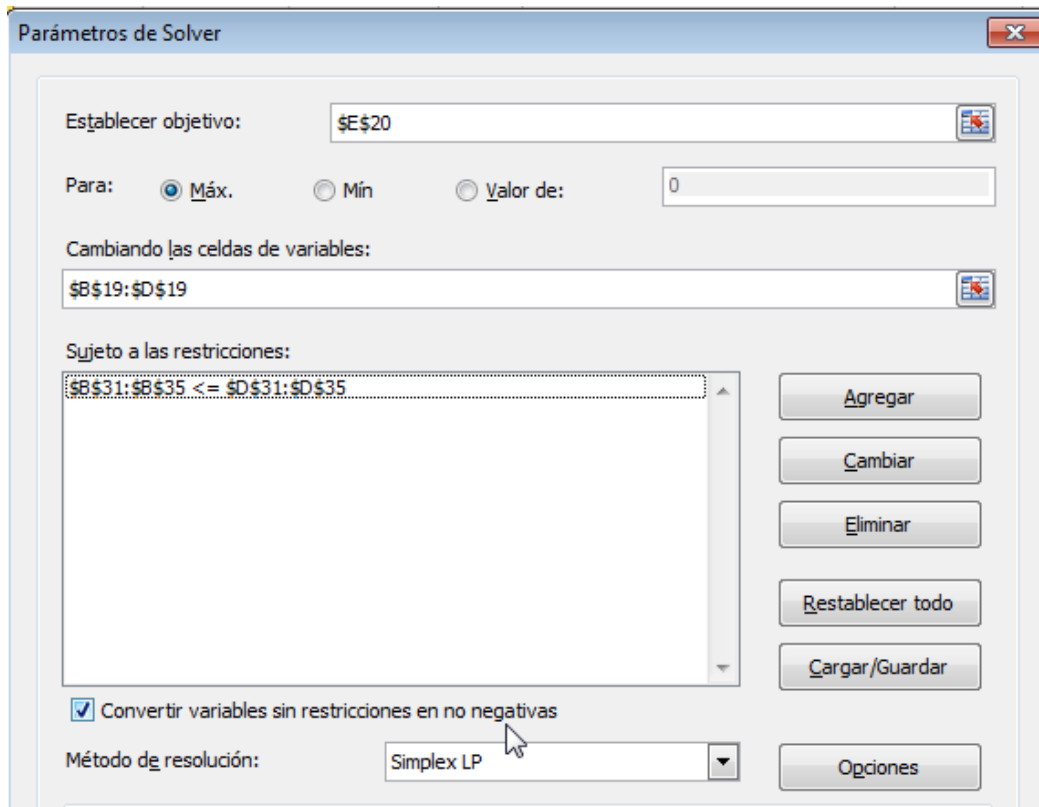 Parámetros de Solver
Establecer objetivo: $E$20
Para: Máx. Mín Valor de: 0
Cambiando las celdas de variables:
$B$19:$D$19
Sujeto a las restricciones:
$B$31:$B$35 <= $D$31:$D$35
Agregar
Cambiar
Eliminar
Restablecer todo
Cargar/Guardar
Convertir variables sin restricciones en no negativas
Método de resolución: Simplex LP Opciones